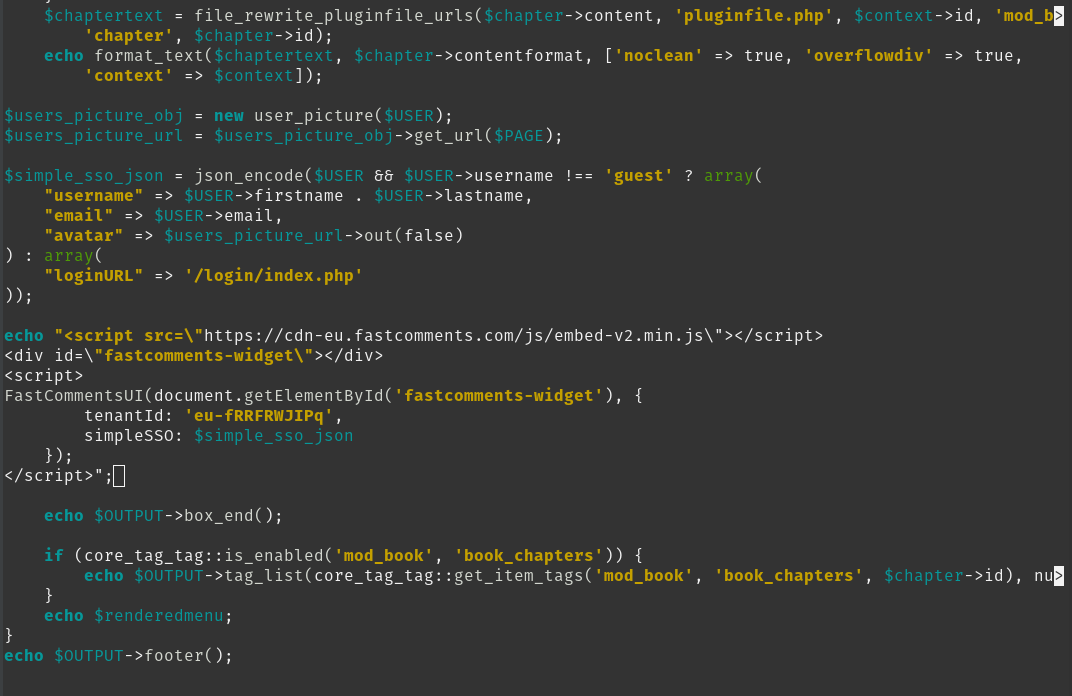 $chaptertext = file_rewrite_pluginfile_urls($chapter->content, 'pluginfile.php', $context->id, 'mod_b>
        'chapter', $chapter->id);
    echo format_text($chaptertext, $chapter->contentformat, ['noclean' => true, 'overflowdiv' => true,
        'context' => $context]);

$users_picture_obj = new user_picture($USER);
$users_picture_url = $users_picture_obj->get_url($PAGE);

$simple_sso_json = json_encode($USER && $USER->username !== 'guest' ? array(
    "username" => $USER->firstname . $USER->lastname,
    "email" => $USER->email,
    "avatar" => $users_picture_url->out(false)
) : array(
    "loginURL" => '/login/index.php'
));

echo "<script src=\"https://cdn-eu.fastcomments.com/js/embed-v2.min.js\"></script>
<div id=\"fastcomments-widget\"></div>
<script>
FastCommentsUI(document.getElementById('fastcomments-widget'), {
        tenantId: 'eu-fRRFRWJIPq',
        simpleSSO: $simple_sso_json
    });
</script>";

    echo $OUTPUT->box_end();

    if (core_tag_tag::is_enabled('mod_book', 'book_chapters')) {
        echo $OUTPUT->tag_list(core_tag_tag::get_item_tags('mod_book', 'book_chapters', $chapter->id), nu>
    }
    echo $renderedmenu;
}
echo $OUTPUT->footer();